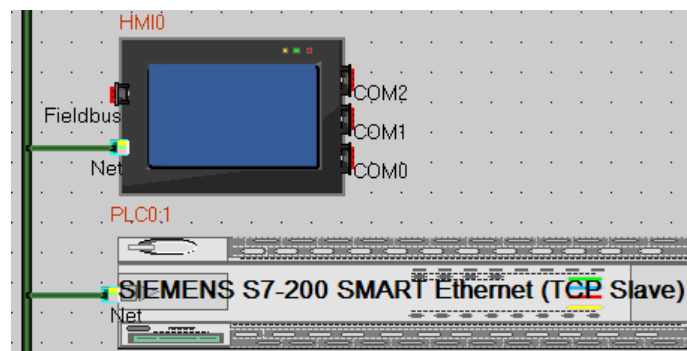 HMI0
COM2
Fieldbus
COM1
Net
COM0
PLC0:1
SIEMENS S7-200 SMART Ethernet (TCP Slave)
Net